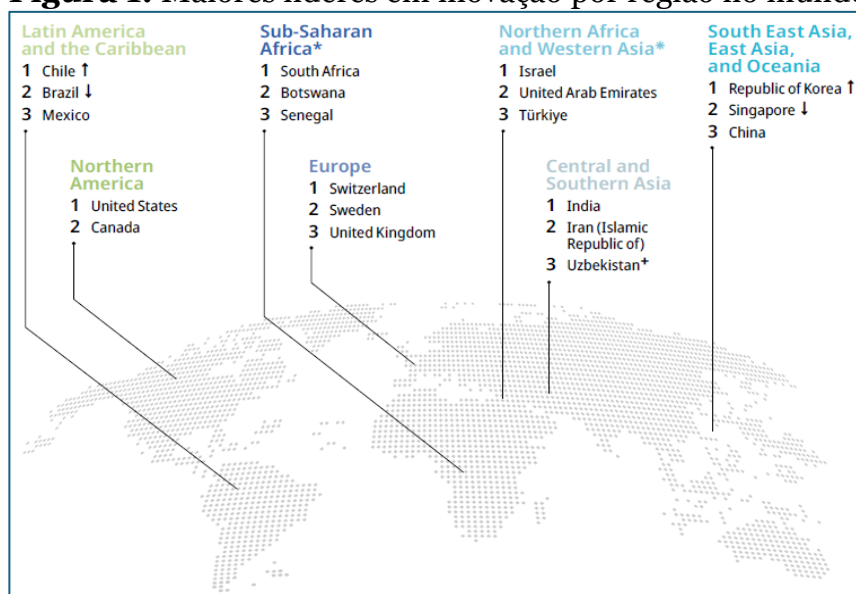 Figura 1. Maiores líderes em inovação por região no mundo
Latin America
and the Caribbean
1 Chile ↑
2 Brazil ↓
3 Mexico
Sub-Saharan
Africa*
1 South Africa
2 Botswana
3 Senegal
Northern Africa
and Western Asia*
1 Israel
2 United Arab Emirates
3 Türkiye
South East Asia,
East Asia,
and Oceania
1 Republic of Korea ↑
2 Singapore ↓
3 China
Northern
America
1 United States
2 Canada
Europe
1 Switzerland
2 Sweden
3 United Kingdom
Central and
Southern Asia
1 India
2 Iran (Islamic
Republic of)
3 Uzbekistan+